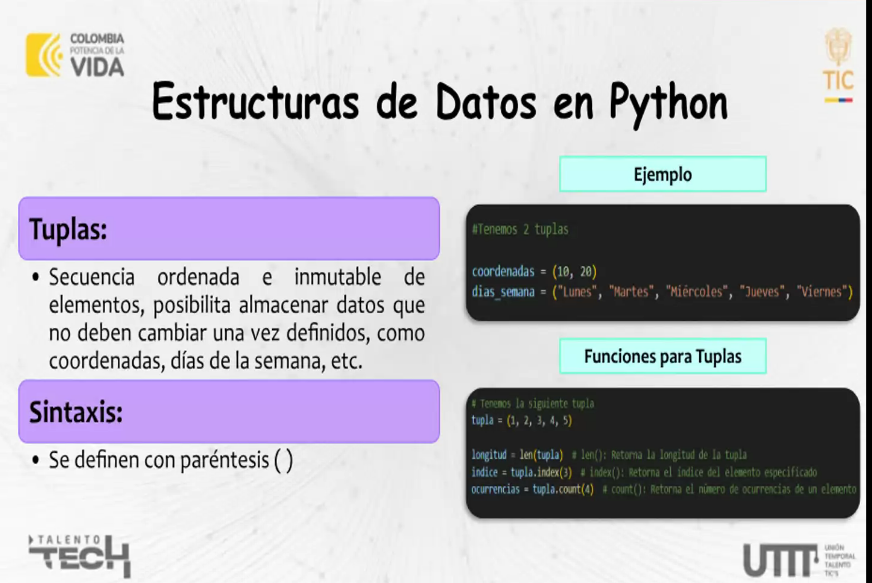 COLOMBIA
POTENCIA DE LA
VIDA
TIC
Estructuras de Datos en Python
Tuplas:
• Secuencia ordenada e inmutable de
elementos, posibilita almacenar datos que
no deben cambiar una vez definidos, como
coordenadas, días de la semana, etc.
Sintaxis:
• Se definen con paréntesis ( )
Ejemplo
#Tenemos 2 tuplas
coordenadas = (10, 20)
dias_semana = ("Lunes", "Martes", "Miércoles", "Jueves", "Viernes")
Funciones para Tuplas
# Tenemos la siguiente tupla
tupla = (1, 2, 3, 4, 5)
longitud = len(tupla) # len(): Retorna la longitud de la tupla
indice = tupla.index(3) # index(): Retorna el índice del elemento especificado
ocurrencias = tupla.count(4) # count(): Retorna el número de ocurrencias de un elemento
TALENTO
TECH
UTTT
UNIÓN
TEMPORAL
TALENTO
TIC'S